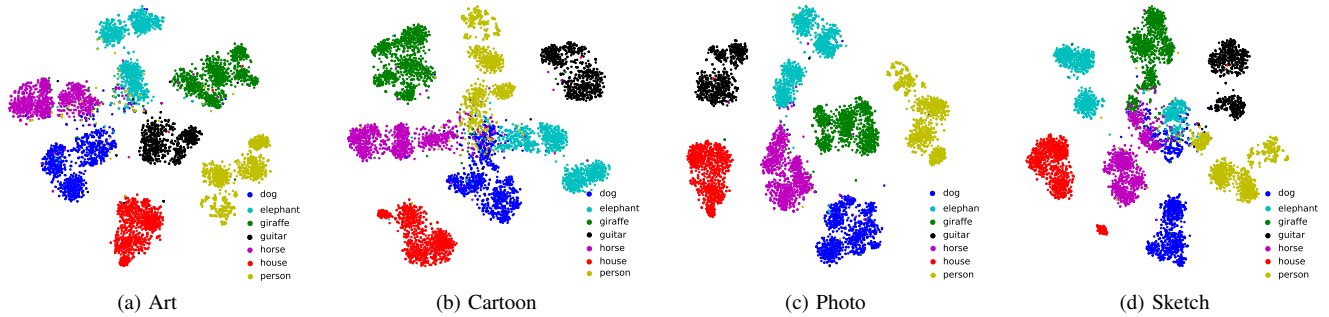 dog
elephant
giraffe
guitar
horse
house
person
(a) Art
dog
elephant
giraffe
guitar
horse
house
person
(b) Cartoon
dog
elephan
giraffe
guitar
horse
house
person
(c) Photo
dog
elephant
giraffe
guitar
horse
house
person
(d) Sketch